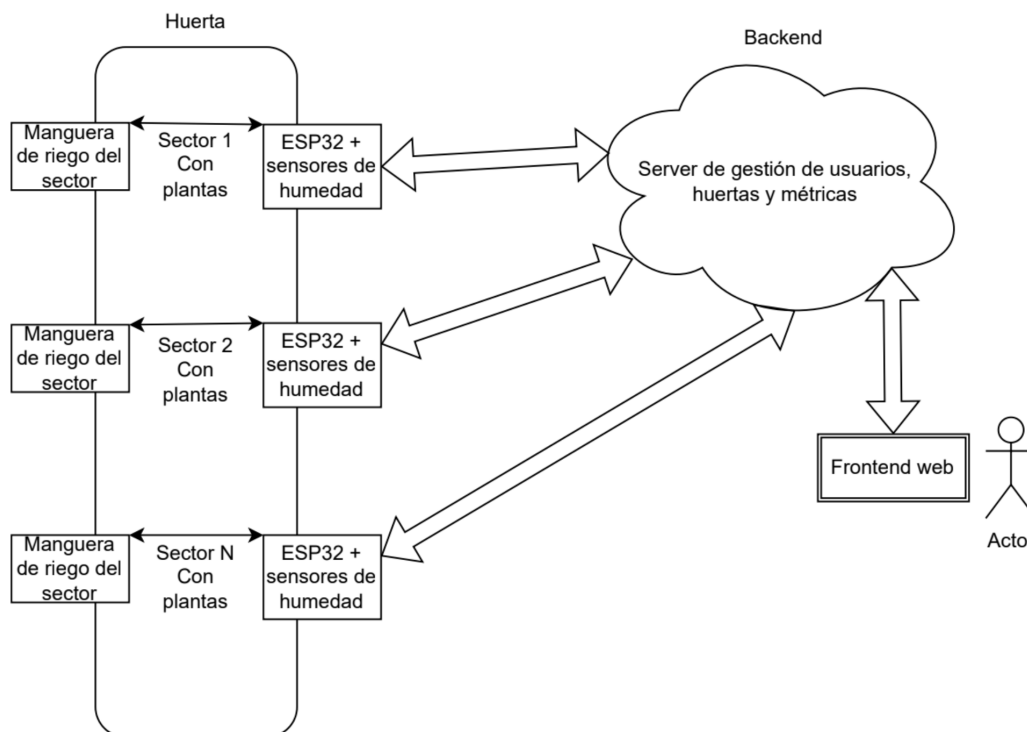 Huerta
Backend
Manguera
de riego del
sector
Sector 1
Con
plantas
ESP32 +
sensores de
humedad
Server de gestión de usuarios,
huertas y métricas
Manguera
de riego del
sector
Sector 2
Con
plantas
ESP32 +
sensores de
humedad
Frontend web
Acto
Manguera
de riego del
sector
Sector N
Con
plantas
ESP32 +
sensores de
humedad